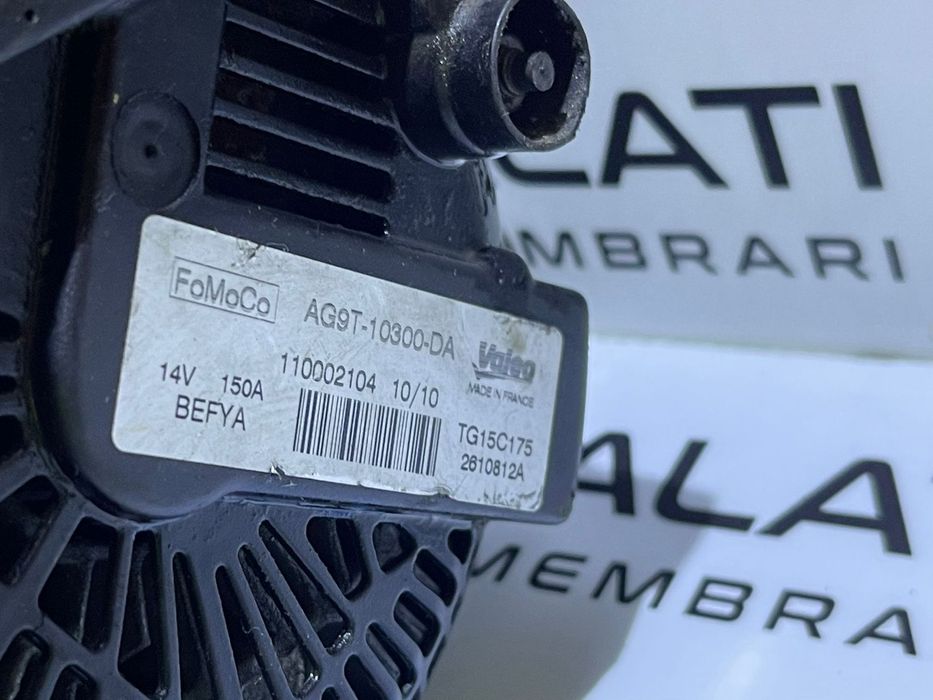 CATI
MBRARI
FoMoCo
AG9T-10300-DA
Valeo
MADE IN FRANCE
14V 150A
110002104 10/10
BEFYA
TG15C175
2610812A
ALA
MEMBRA